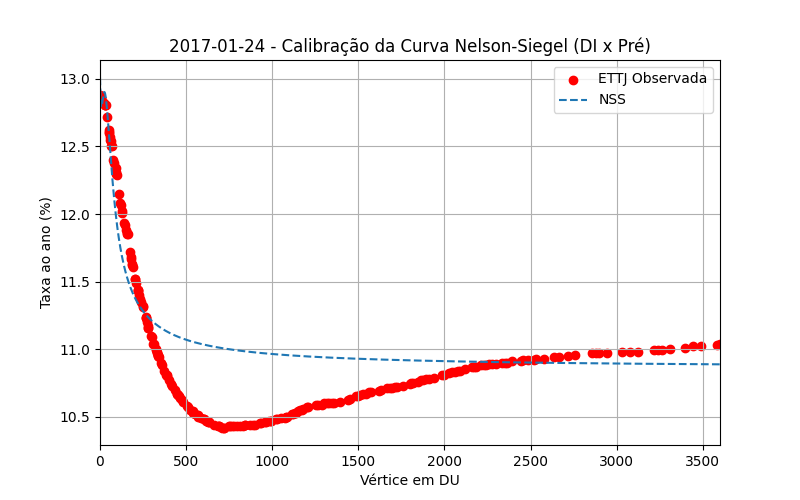 2017-01-24 - Calibração da Curva Nelson-Siegel (DI x Pré)
ETTJ Observada
NSS
Taxa ao ano (%)
13.0
12.5
12.0
11.5
11.0
10.5
0 500 1000 1500 2000 2500 3000 3500
Vértice em DU